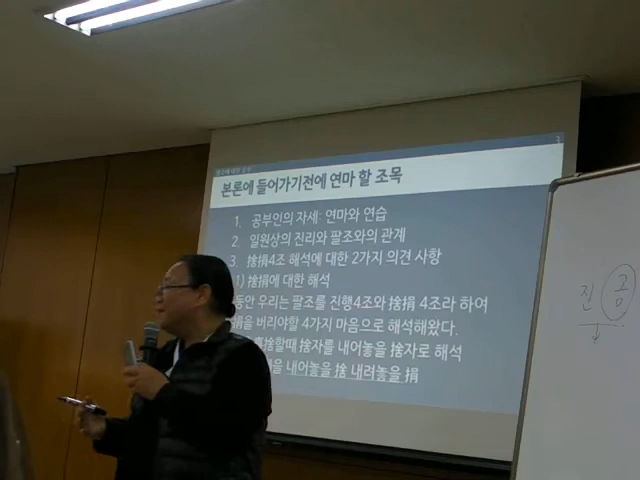 3
본론에 들어가기전에 연마 할 조목
1. 공부인의 자세: 연마와 연습
2. 일원상의 진리와 팔조와의 관계
3. 捨捐4조 해석에 대한 2가지 의견 사항
1) 捨捐에 대한 해석
동안 우리는 팔조를 진행4조와 捨捐 4조라 하여
捐을 버리야할 4가지 마음으로 해석해왔다.
捨할때 捨자를 내어놓을 捨자로 해석
을 내어놓을 捨 내려놓을 捐
진 금